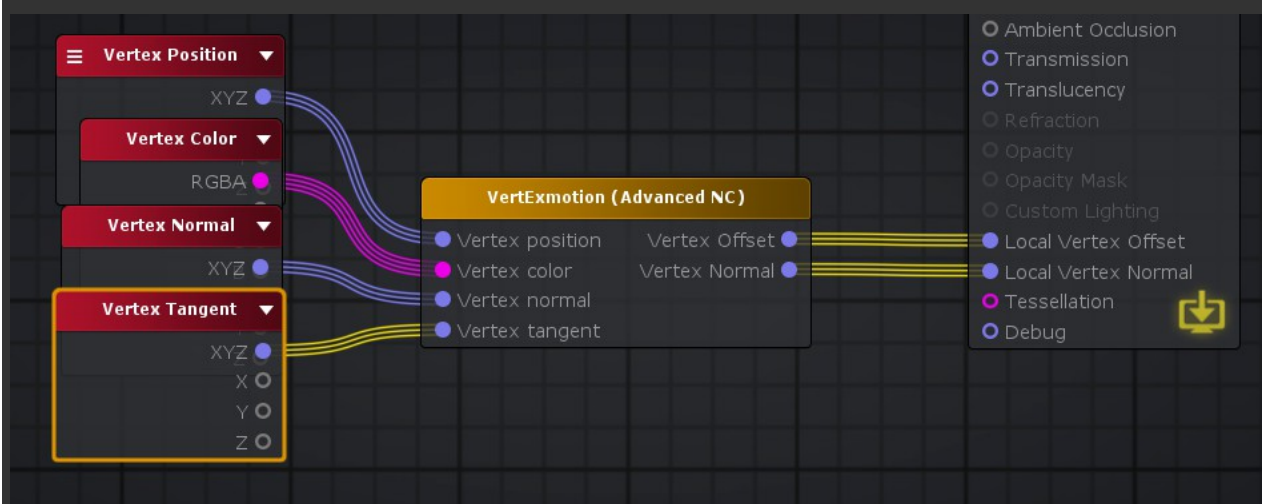 Vertex Position
XYZ
Vertex Color
RGBA
Vertex Normal
XYZ
Vertex Tangent
XYZ
X
Y
Z
VertExmotion (Advanced NC)
Vertex position
Vertex Offset
Vertex color
Vertex Normal
Vertex normal
Vertex tangent
Ambient Occlusion
Transmission
Translucency
Refraction
Opacity
Opacity Mask
Custom Lighting
Local Vertex Offset
Local Vertex Normal
Tessellation
Debug